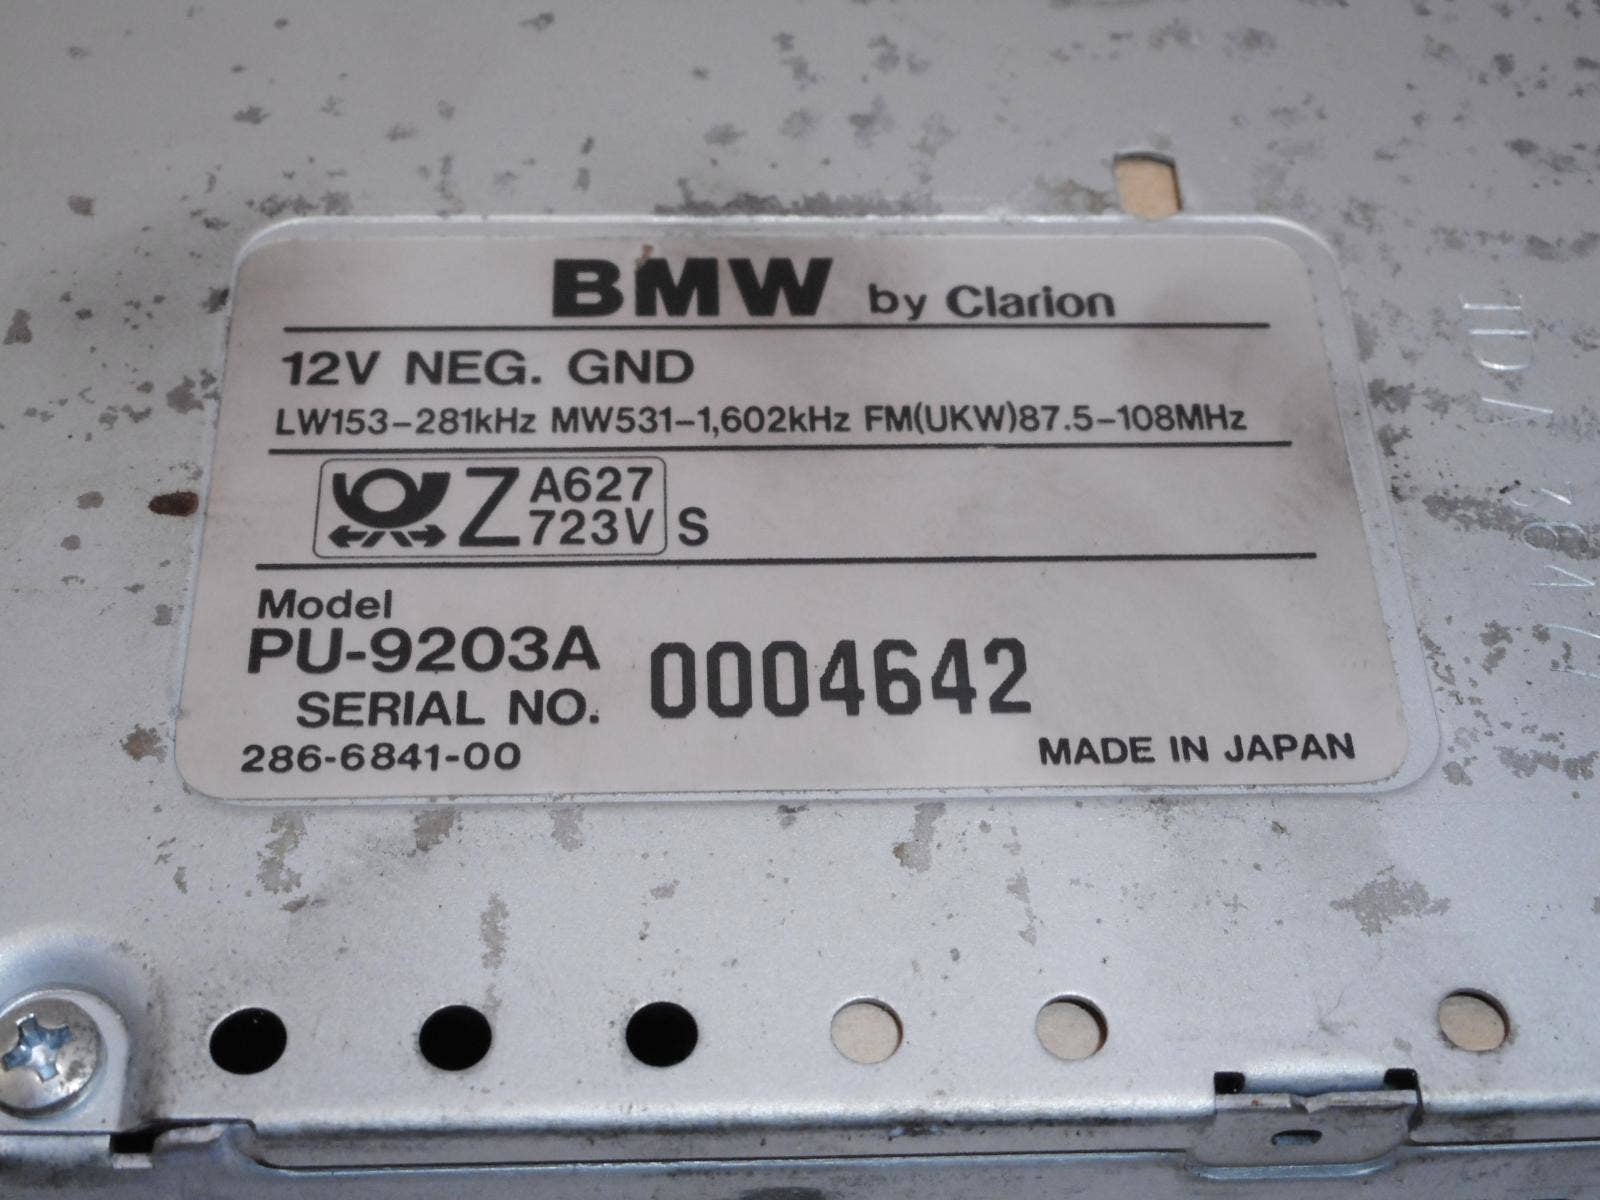 BMW by Clarion
12V NEG. GND
LW153-281kHz MW531-1,602kHz FM(UKW)87.5-108MHz
Z A627 723V S
Model
PU-9203A
SERIAL NO. 0004642
286-6841-00
MADE IN JAPAN